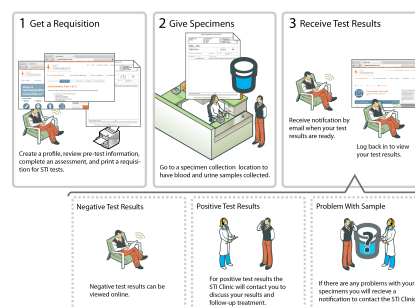 1 Get a Requisition
Create a profile, review pre-test information,
complete an assessment, and print a requisi-
tion for STI tests.
2 Give Specimens
Go to a specimen collection location to
have blood and urine samples collected.
3 Receive Test Results
Receive notifcation by
email when your test
results are ready.
Log back in to view
your test results.
Negative Test Results
Negative test results can be
viewed online.
Positive Test Results
For positive test results the
STI Clinic will contact you to
discuss your results and
follow-up treatment.
Problem With Sample
If there are any problems with your
specimens you will recieve a
notification to contact the STI Clinic